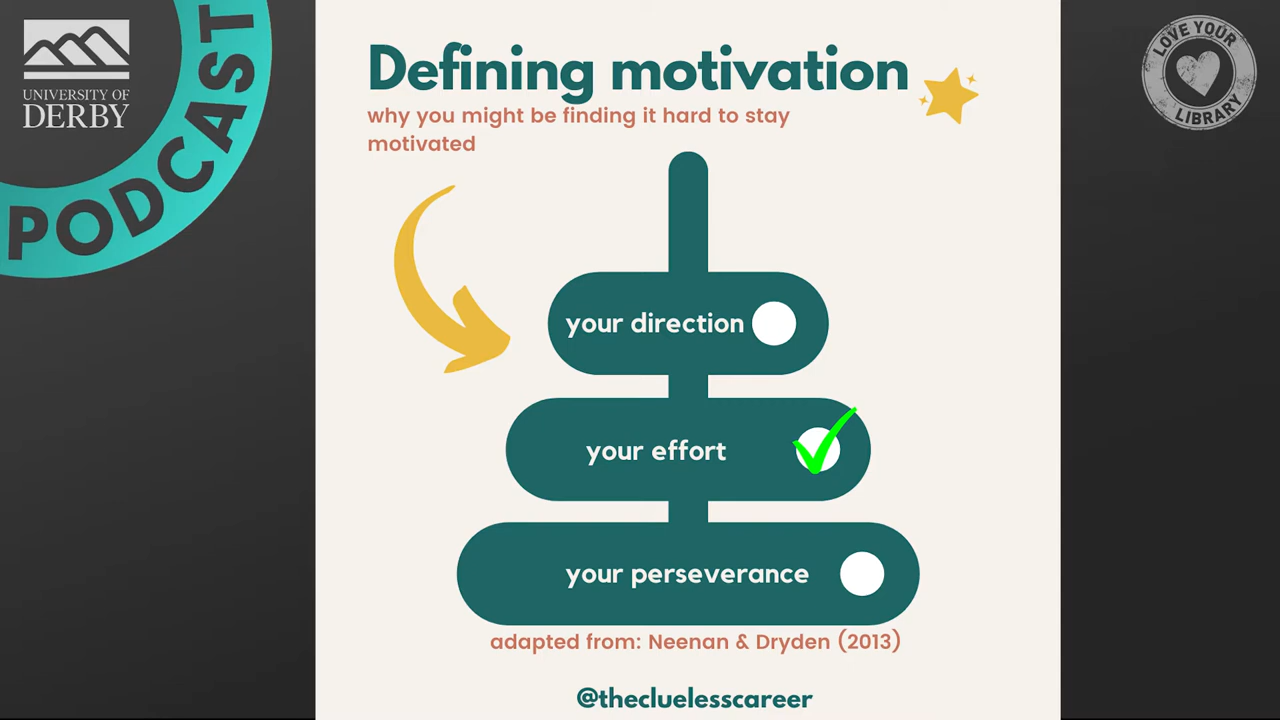 UNIVERSITY OF
DERBY
PODCAST
LOVE YOUR
LIBRARY
Defining motivation
why you might be finding it hard to stay
motivated
your direction
your effort
your perseverance
adapted from: Neenan & Dryden (2013)
@thecluelesscareer